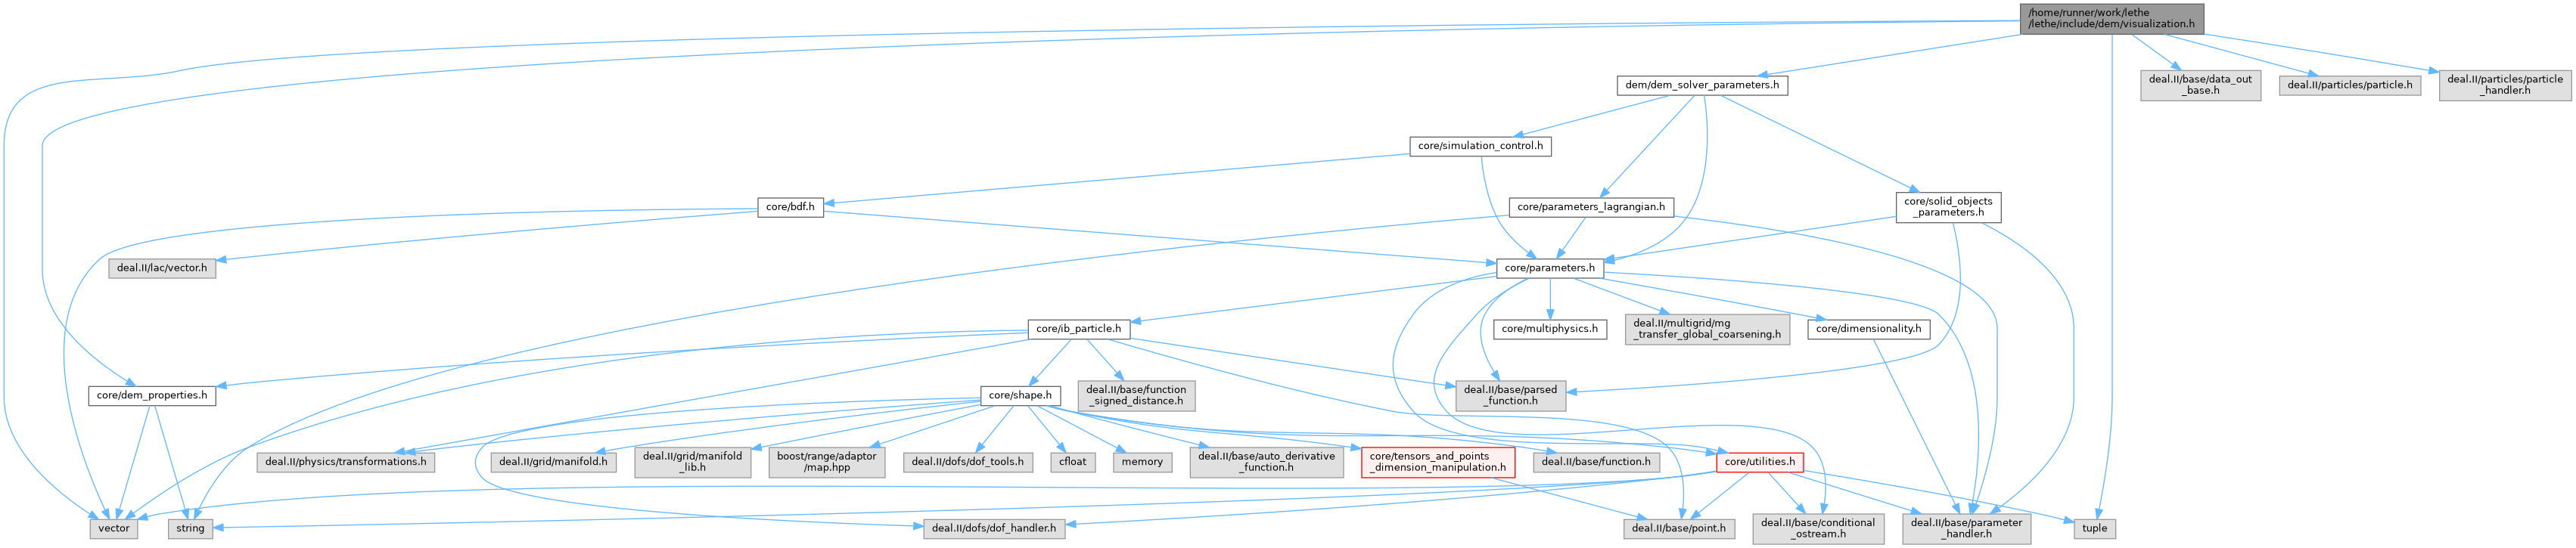 /home/runner/work/lethe
/lethe/include/dem/visualization.h
dem/dem_solver_parameters.h
deal.II/base/data_out
_base.h
deal.II/particles/particle.h
deal.II/particles/particle
_handler.h
core/simulation_control.h
core/bdf.h
core/parameters_lagrangian.h
core/solid_objects
_parameters.h
deal.II/lac/vector.h
core/parameters.h
core/ib_particle.h
core/multiphysics.h
deal.II/multigrid/mg
_transfer_global_coarsening.h
core/dimensionality.h
core/dem_properties.h
core/shape.h
deal.II/base/function
_signed_distance.h
deal.II/base/parsed
_function.h
deal.II/physics/transformations.h
deal.II/grid/manifold.h
deal.II/grid/manifold
_lib.h
boost/range/adaptor
/map.hpp
deal.II/dofs/dof_tools.h
cfloat
memory
deal.II/base/auto_derivative
_function.h
core/tensors_and_points
_dimension_manipulation.h
deal.II/base/function.h
core/utilities.h
vector
string
deal.II/dofs/dof_handler.h
deal.II/base/point.h
deal.II/base/conditional
_ostream.h
deal.II/base/parameter
_handler.h
tuple